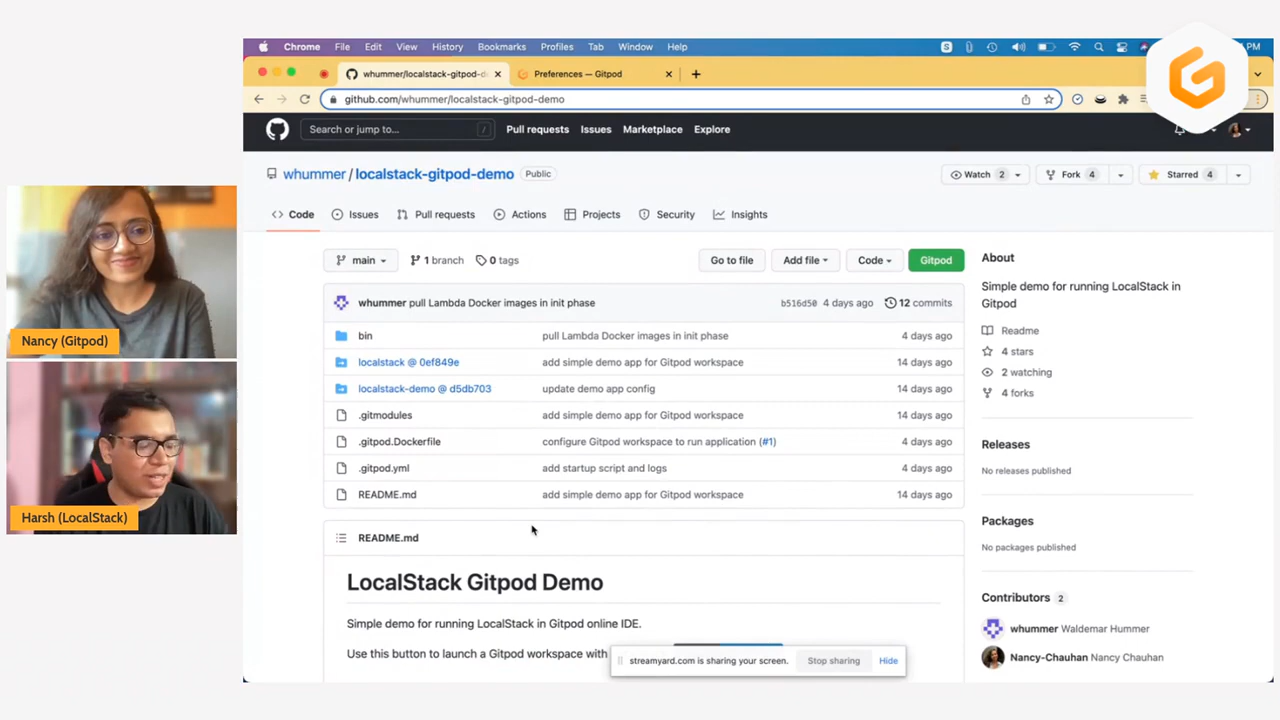 Chrome File Edit View History Bookmarks Profiles Tab Window Help
PM
whummer/localstack-gitpod-de
Preferences — Gitpod
github.com/whummer/localstack-gitpod-demo
Search or jump to... /
Pull requests Issues Marketplace Explore
whummer / localstack-gitpod-demo Public
Watch 2 Fork 4 Starred 4
Code Issues Pull requests Actions Projects Security Insights
main 1 branch 0 tags Go to file Add file Code Gitpod
whummer pull Lambda Docker images in init phase b516d50 4 days ago 12 commits
bin pull Lambda Docker images in init phase 4 days ago
localstack @ 0ef849e add simple demo app for Gitpod workspace 14 days ago
localstack-demo @ d5db703 update demo app config 14 days ago
.gitmodules add simple demo app for Gitpod workspace 14 days ago
.gitpod.Dockerfile configure Gitpod workspace to run application (#1) 4 days ago
.gitpod.yml add startup script and logs 4 days ago
README.md add simple demo app for Gitpod workspace 14 days ago
README.md
LocalStack Gitpod Demo
Simple demo for running LocalStack in Gitpod online IDE.
Use this button to launch a Gitpod workspace with
streamyard.com is sharing your screen. Stop sharing Hide
About
Simple demo for running LocalStack in
Gitpod
Readme
4 stars
2 watching
4 forks
Releases
No releases published
Packages
No packages published
Contributors 2
whummer Waldemar Hummer
Nancy-Chauhan Nancy Chauhan
Nancy (Gitpod)
Harsh (LocalStack)